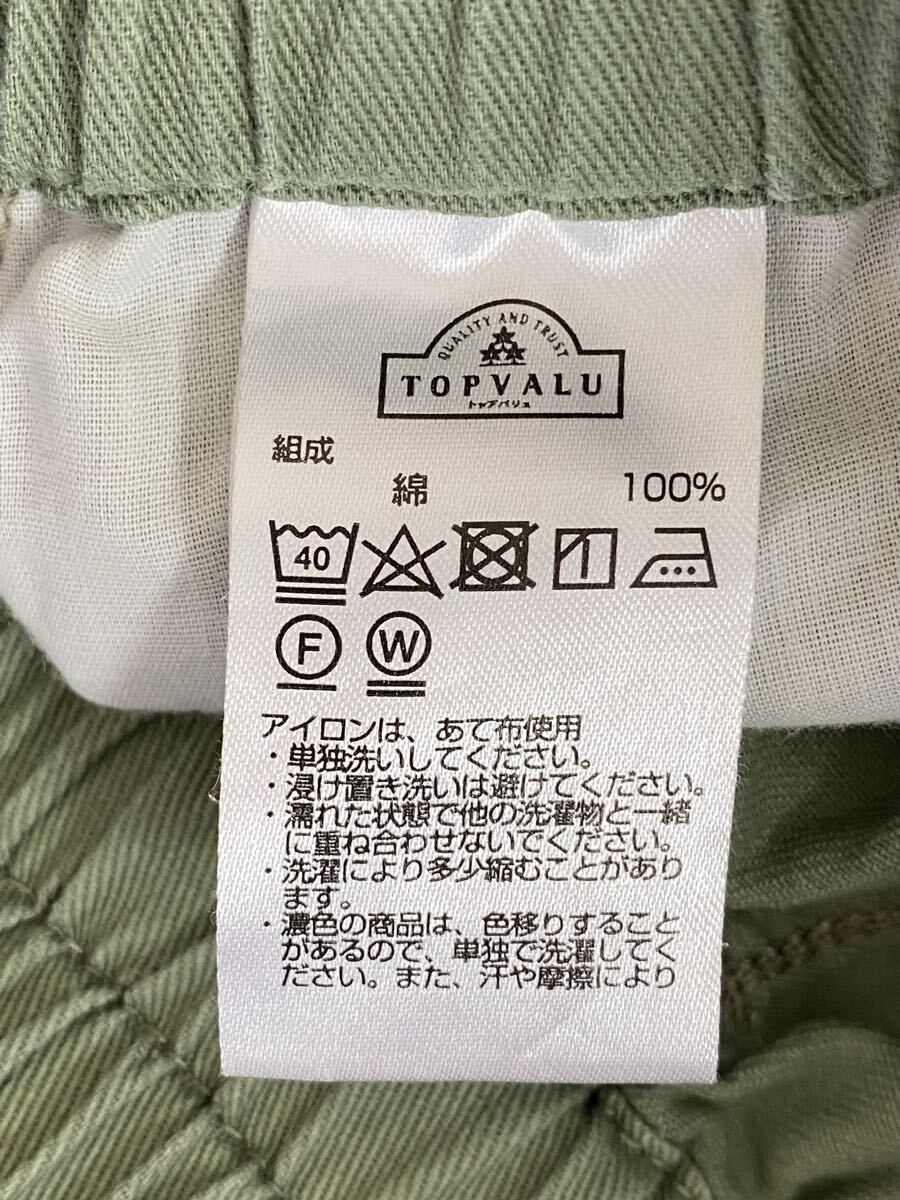 QUALITY AND TRUST
TOPVALU
トップバリュ
組成
綿 100%
40
F W
アイロンは、あて布使用
・単独洗いしてください。
・浸け置き洗いは避けてください。
・濡れた状態で他の洗濯物と一緒
に重ね合わせないでください。
・洗濯により多少縮むことがあり
ます。
・濃色の商品は、色移りすること
があるので、単独で洗濯してく
ださい。また、汗や摩擦により